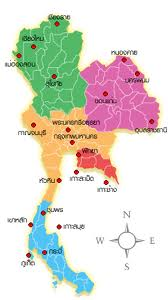 เชียงราย
เชียงใหม่
แม่ฮ่องสอน
สุโขทัย
หนองคาย
นครพนม
ขอนแก่น
อุบลราชธานี
พระนครศรีอยุธยา
กาญจนบุรี
กรุงเทพมหานคร
พัทยา
เกาะเสม็ด
หัวหิน
เกาะช้าง
ชุมพร
เขาหลัก
เกาะสมุย
ภูเก็ต
กระบี่
N